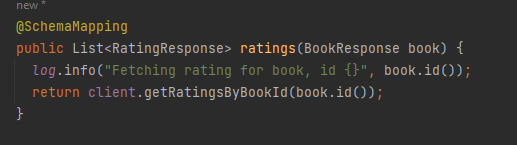 new *
@SchemaMapping
public List<RatingResponse> ratings(BookResponse book) {
log.info("Fetching rating for book, id {}", book.id());
return client.getRatingsByBookId(book.id());
}